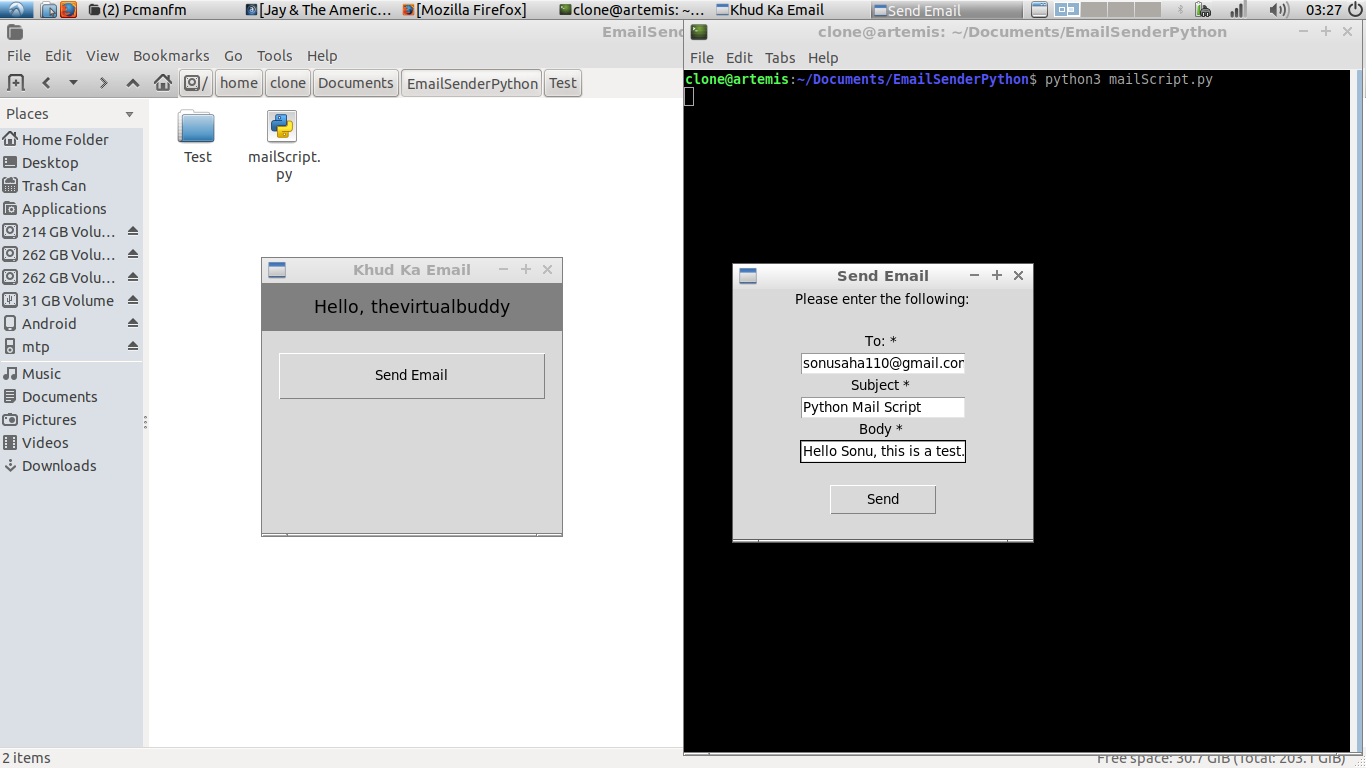 (2) Pcmanfm
[Jay & The Americ...
[Mozilla Firefox]
clone@artemis: ~...
Khud Ka Email
Send Email
03:27
EmailSend
File Edit View Bookmarks Go Tools Help
/ home clone Documents EmailSenderPython Test
Places
Home Folder
Desktop
Trash Can
Applications
214 GB Volu...
262 GB Volu...
262 GB Volu...
31 GB Volume
Android
mtp
Music
Documents
Pictures
Videos
Downloads
Test
mailScript.
py
Khud Ka Email
Hello, thevirtualbuddy
Send Email
clone@artemis: ~/Documents/EmailSenderPython
File Edit Tabs Help
clone@artemis:~/Documents/EmailSenderPython$ python3 mailScript.py
Send Email
Please enter the following:
To: *
sonusaha110@gmail.com
Subject *
Python Mail Script
Body *
Hello Sonu, this is a test.
Send
2 items
Free space: 30.7 GiB (Total: 203.1 GiB)